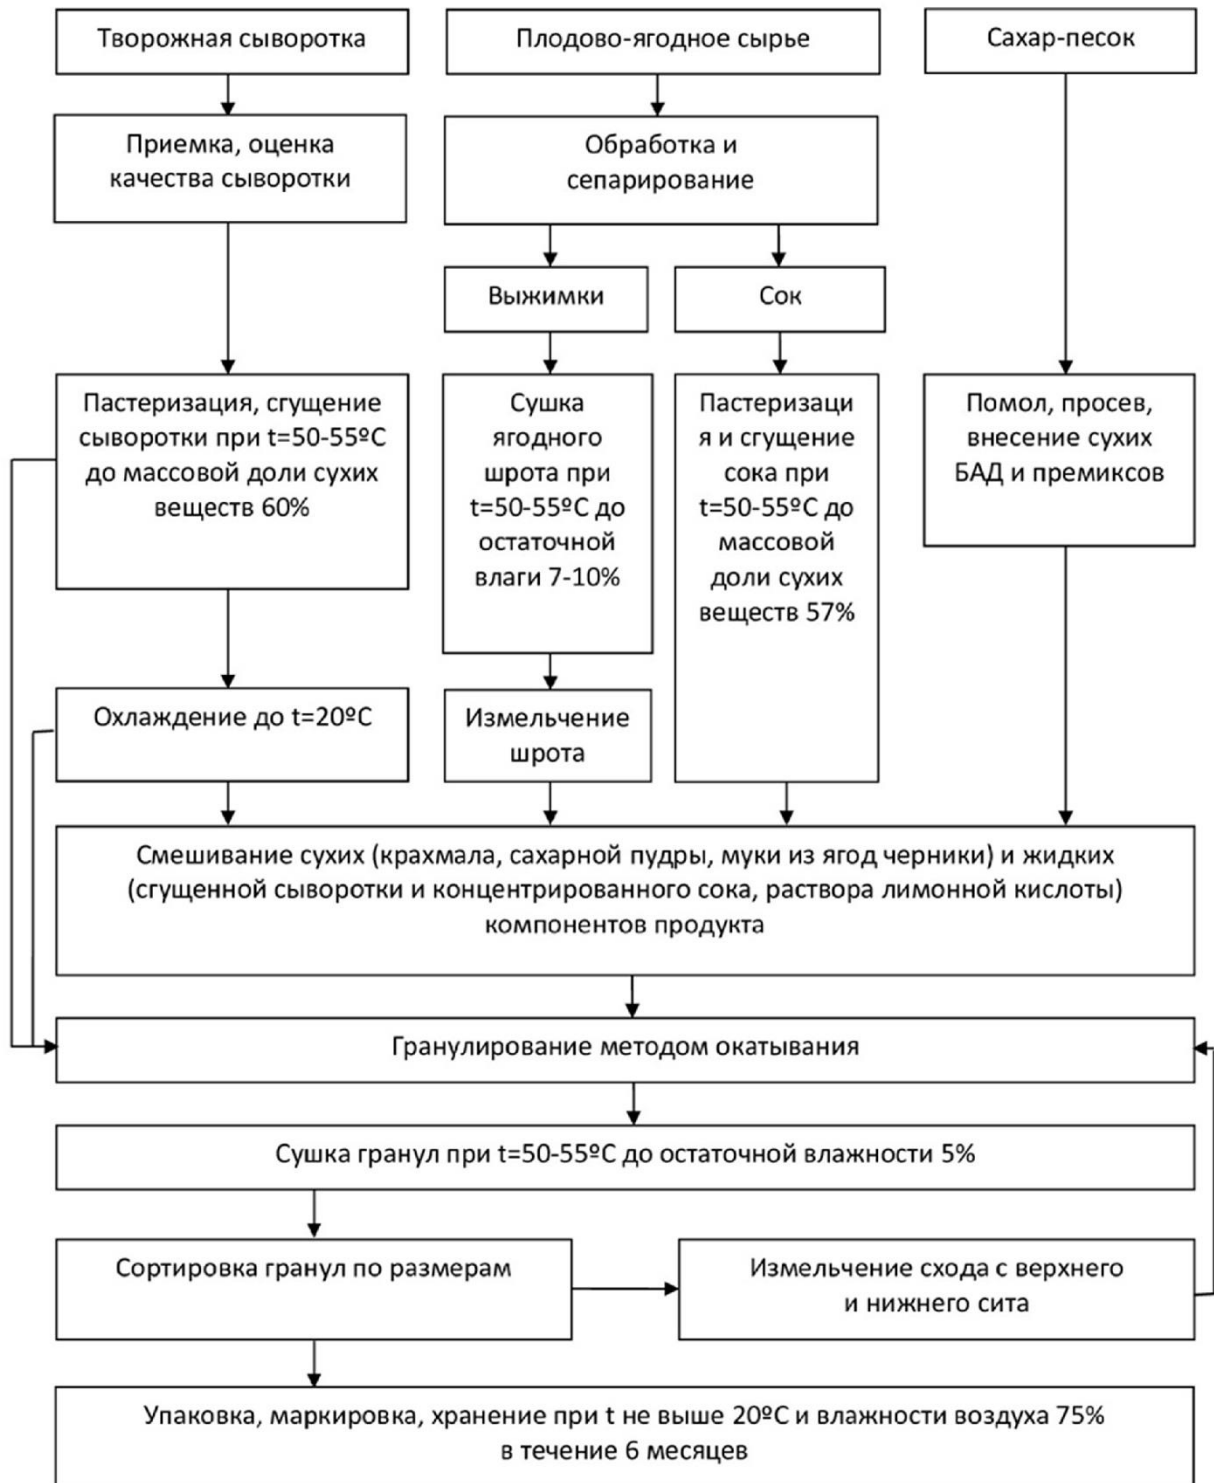 Творожная сыворотка
Плодово-ягодное сырье
Сахар-песок
Приемка, оценка
качества сыворотки
Обработка и
сепарирование
Выжимки
Сок
Пастеризация, сгущение
сыворотки при t=50-55ºС
до массовой доли сухих
веществ 60%
Сушка
ягодного
шрота при
t=50-55ºС до
остаточной
влаги 7-10%
Пастеризаци
я и сгущение
сока при
t=50-55ºС до
массовой
доли сухих
веществ 57%
Помол, просев,
внесение сухих
БАД и премиксов
Охлаждение до t=20ºС
Измельчение
шрота
Смешивание сухих (крахмала, сахарной пудры, муки из ягод черники) и жидких
(сгущенной сыворотки и концентрированного сока, раствора лимонной кислоты)
компонентов продукта
Гранулирование методом окатывания
Сушка гранул при t=50-55ºС до остаточной влажности 5%
Сортировка гранул по размерам
Измельчение схода с верхнего
и нижнего сита
Упаковка, маркировка, хранение при t не выше 20ºС и влажности воздуха 75%
в течение 6 месяцев